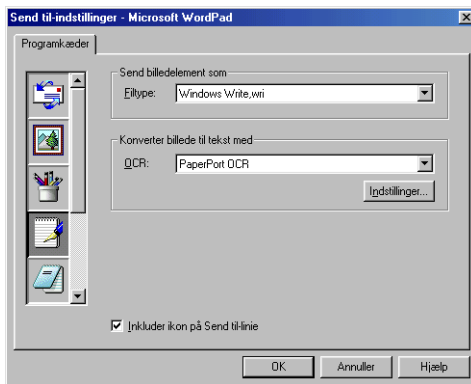 Send til-indstillinger - Microsoft WordPad
Programkæder
Send billedelement som
Filtype:
Windows Write,wri
Konverter billede til tekst med
OCR:
PaperPort OCR
Indstillinger...
Inkluder ikon på Send til-linie
OK
Annuller
Hjælp